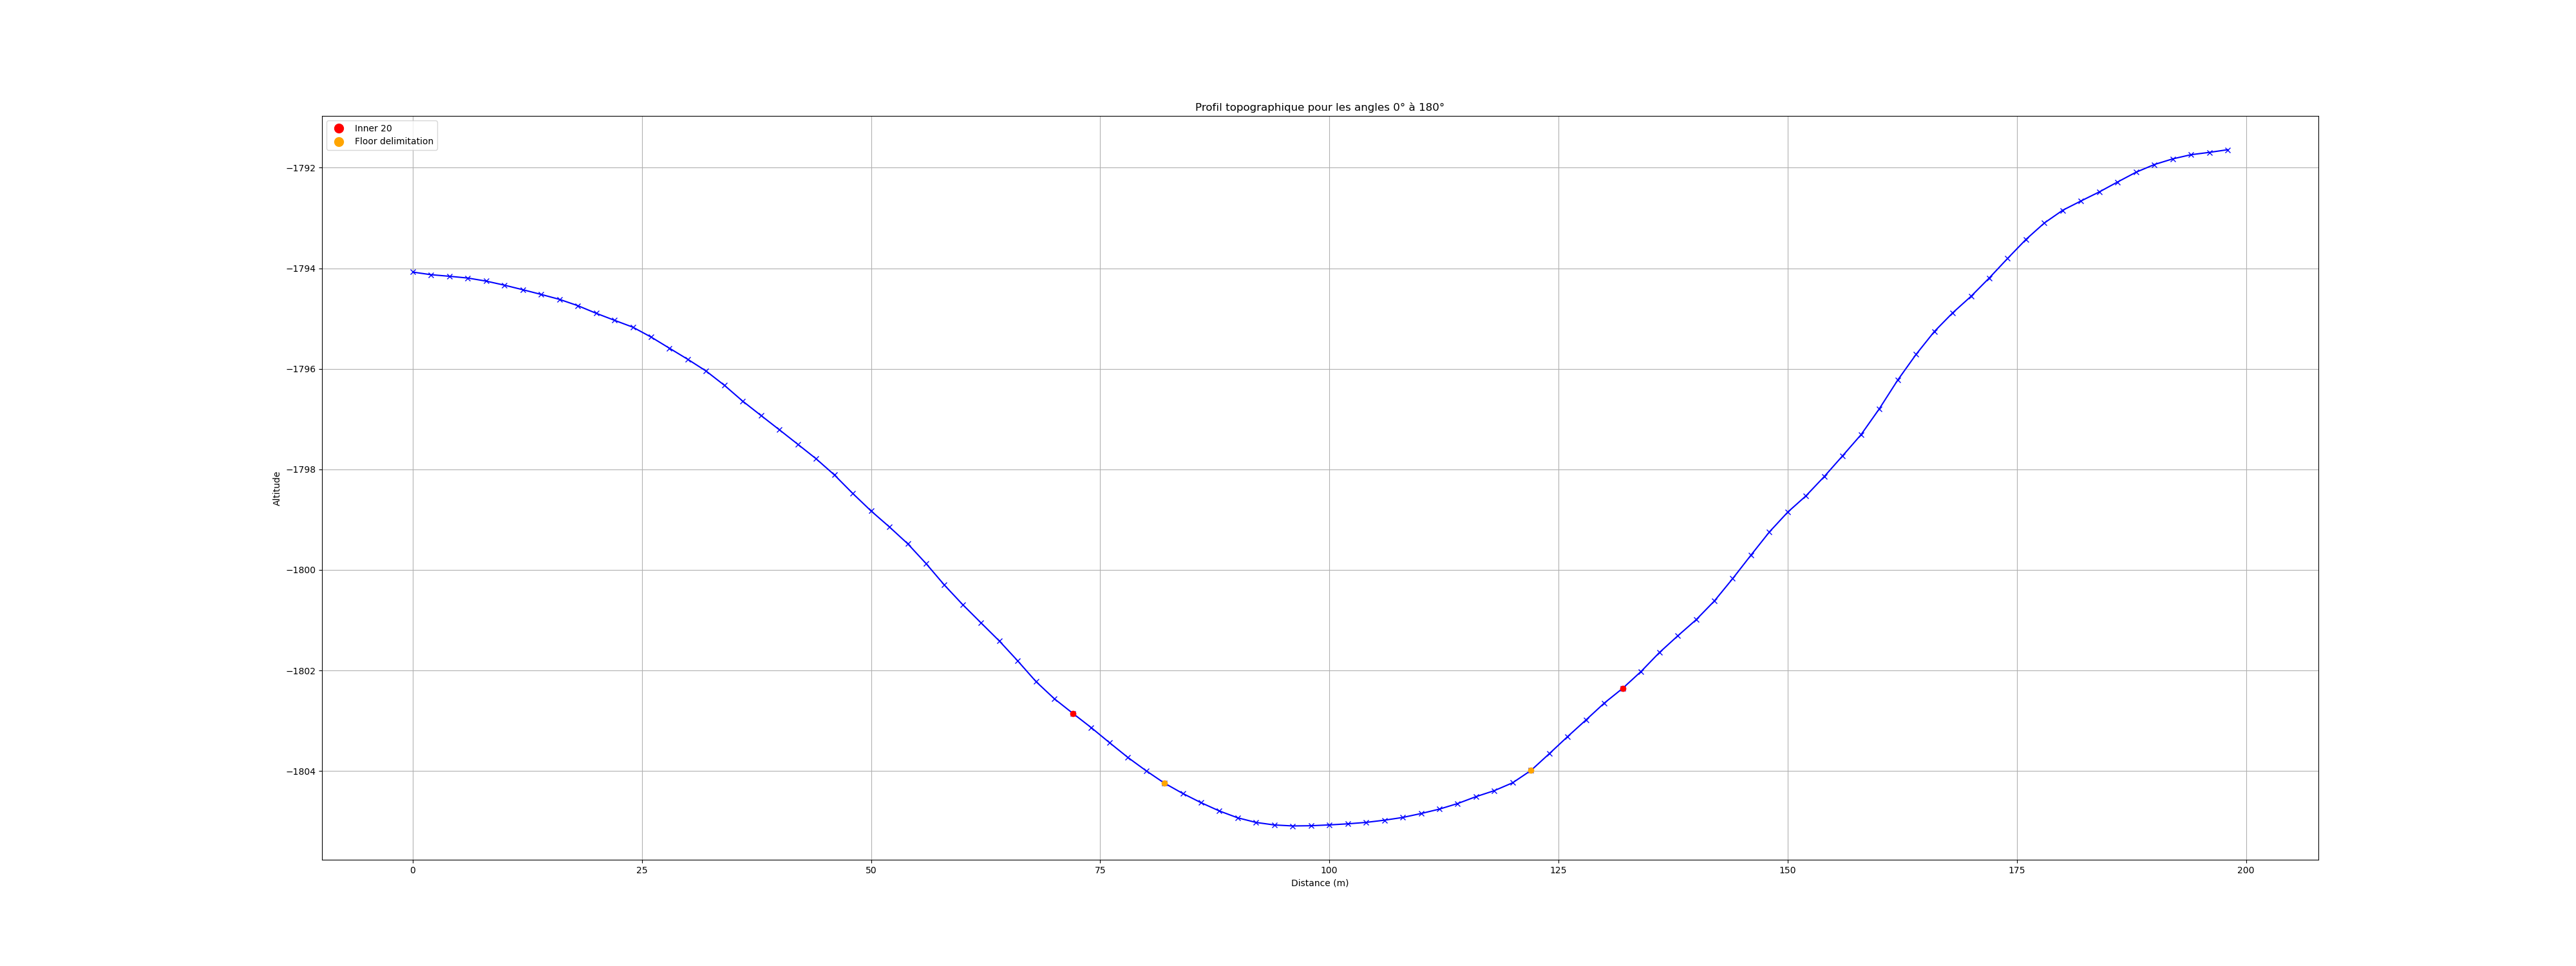 Profil topographique pour les angles 0° à 180°
Inner 20
Floor delimitation
−1792
−1794
−1796
−1798
−1800
−1802
−1804
Altitude
0 25 50 75 100 125 150 175 200
Distance (m)